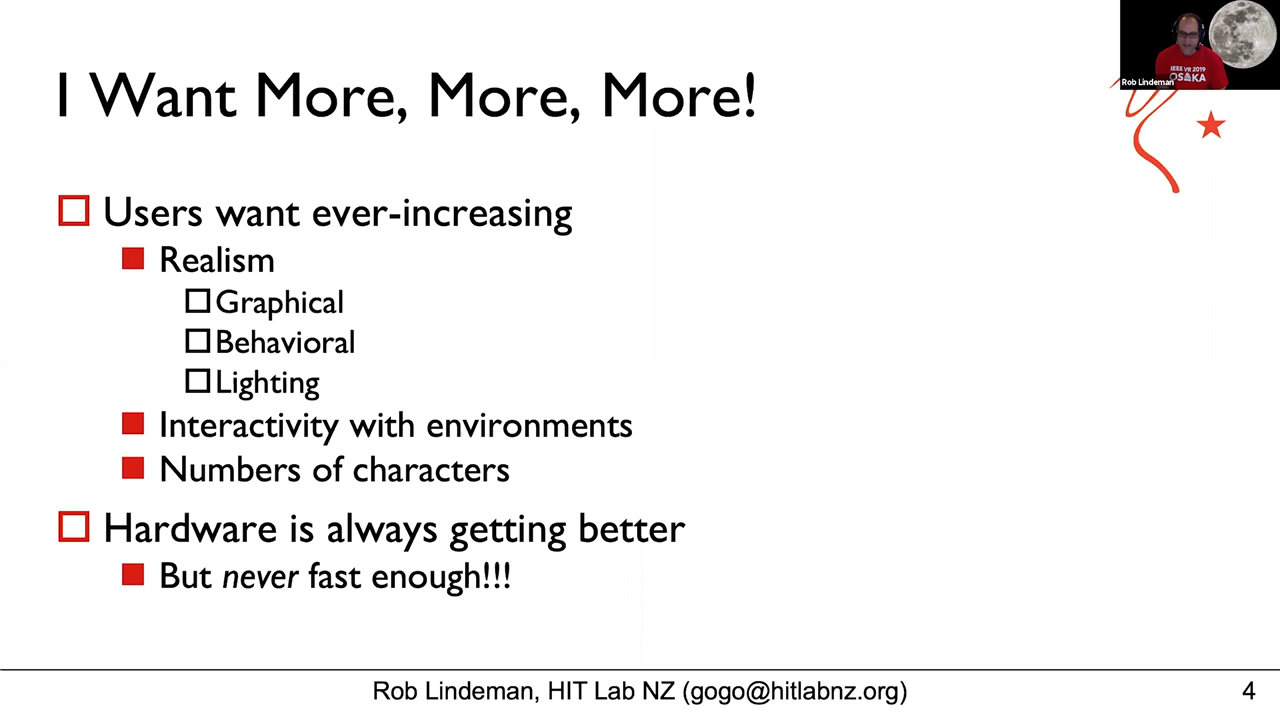 I Want More, More, More!
IEEE VR 2019
OSAKA
Rob Lindeman
Users want ever-increasing
Realism
Graphical
Behavioral
Lighting
Interactivity with environments
Numbers of characters
Hardware is always getting better
But never fast enough!!!
Rob Lindeman, HIT Lab NZ (gogo@hitlabnz.org)
4